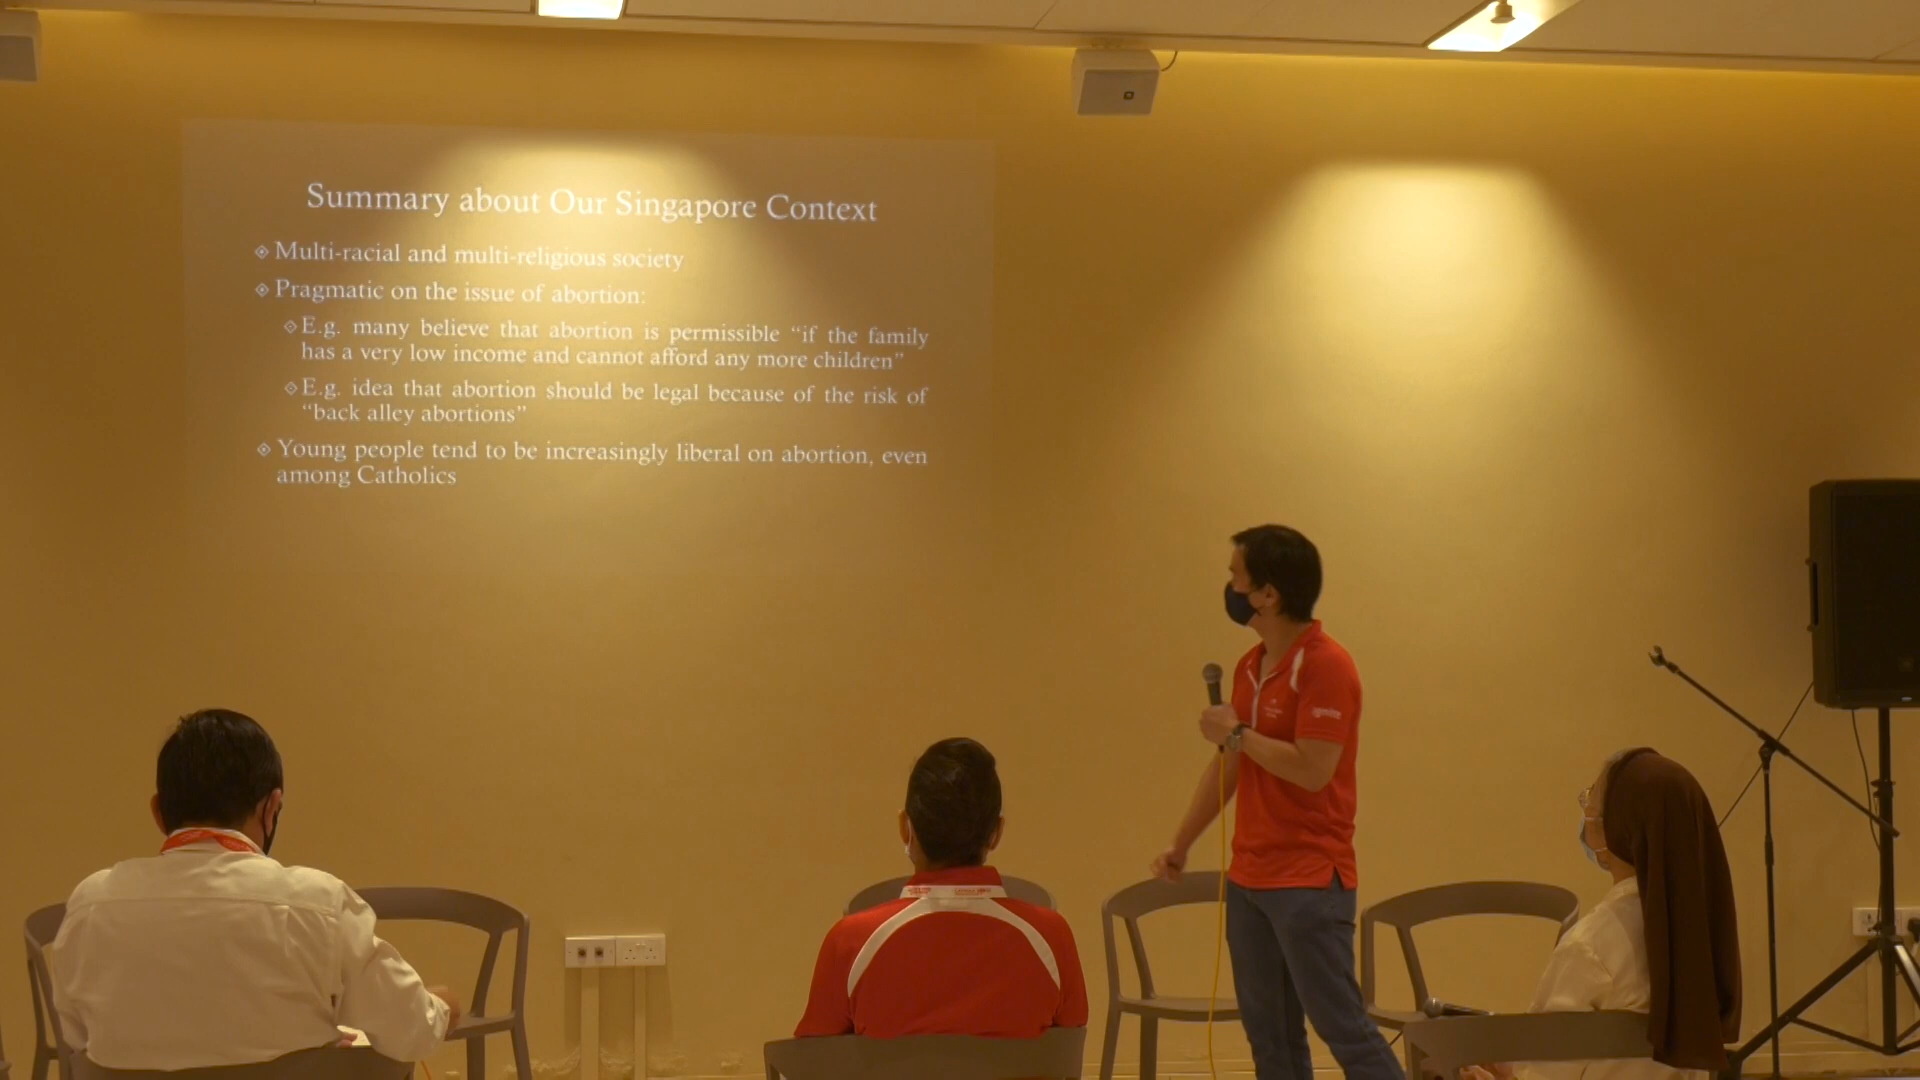 Summary about Our Singapore Context
Multi-racial and multi-religious society
Pragmatic on the issue of abortion:
E.g. many believe that abortion is permissible “if the family
has a very low income and cannot afford any more children”
E.g. idea that abortion should be legal because of the risk of
“back alley abortions”
Young people tend to be increasingly liberal on abortion, even
among Catholics